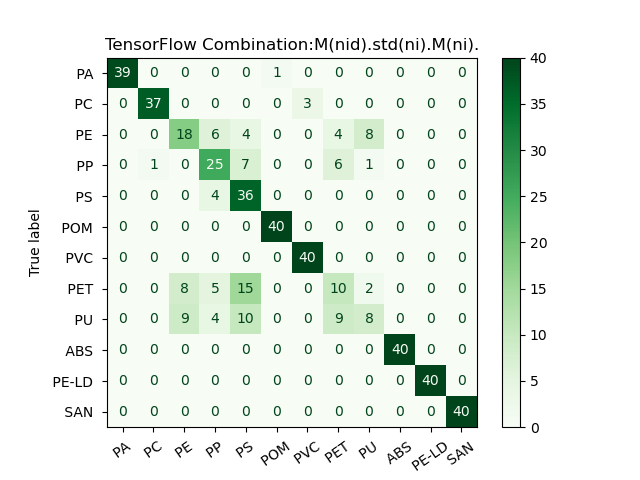 TensorFlow Combination:M(nid).std(ni).M(ni).
PA 39 0 0 0 0 1 0 0 0 0 0 0
PC 0 37 0 0 0 0 3 0 0 0 0 0
PE 0 0 18 6 4 0 0 4 8 0 0 0
PP 0 1 0 25 7 0 0 6 1 0 0 0
PS 0 0 0 4 36 0 0 0 0 0 0 0
POM 0 0 0 0 0 40 0 0 0 0 0 0
PVC 0 0 0 0 0 0 40 0 0 0 0 0
PET 0 0 8 5 15 0 0 10 2 0 0 0
PU 0 0 9 4 10 0 0 9 8 0 0 0
ABS 0 0 0 0 0 0 0 0 0 40 0 0
PE-LD 0 0 0 0 0 0 0 0 0 0 40 0
SAN 0 0 0 0 0 0 0 0 0 0 0 40
PA PC PE PP PS POM PVC PET PU ABS PE-LD SAN
True label
40
35
30
25
20
15
10
5
0